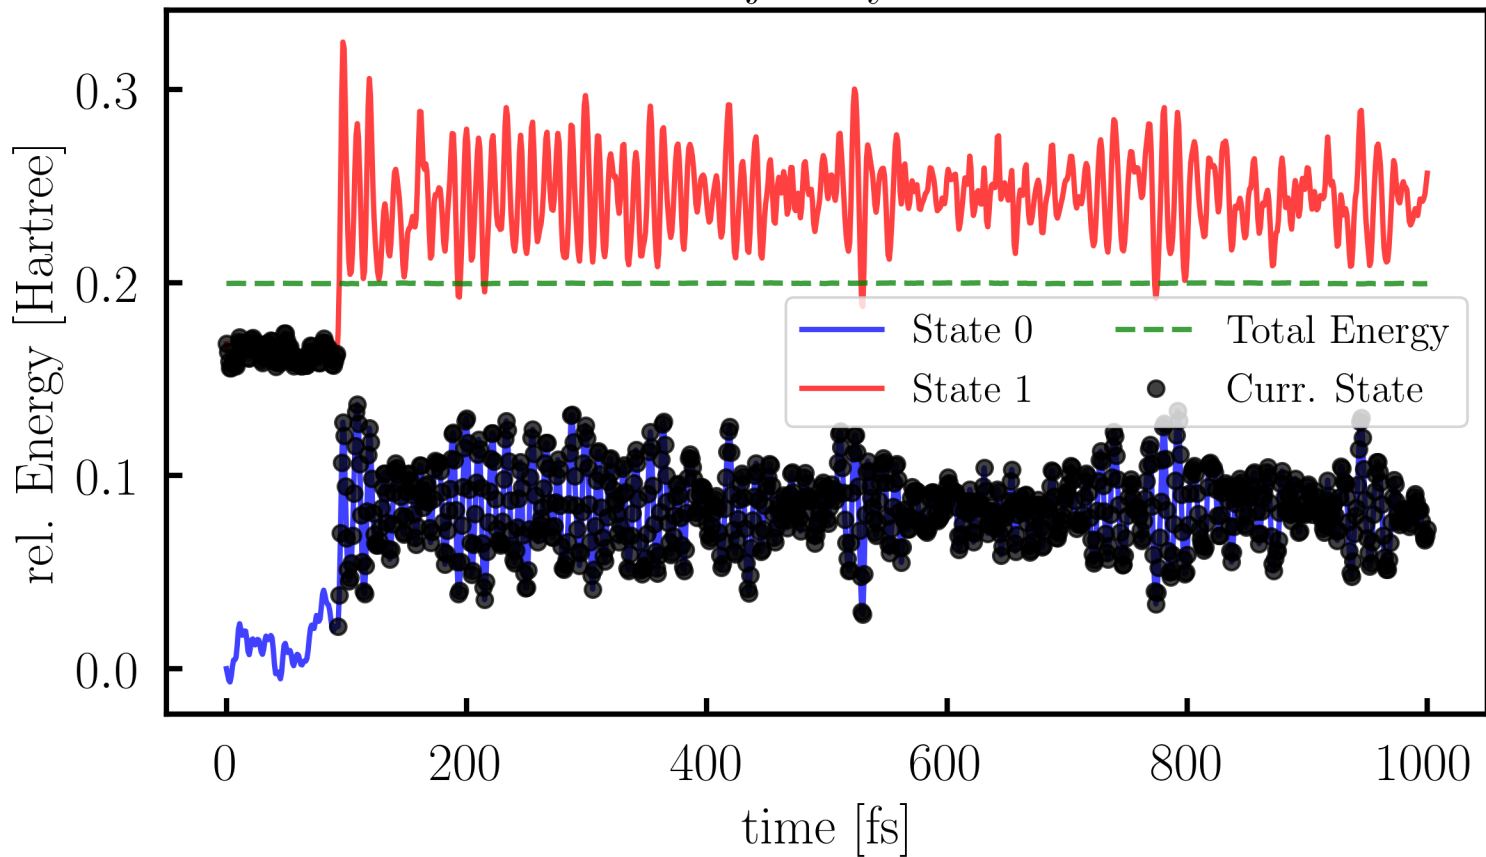 0.3
0.2
0.1
0.0
rel. Energy [Hartree]
State 0
Total Energy
State 1
Curr. State
0
200
400
600
800
1000
time [fs]